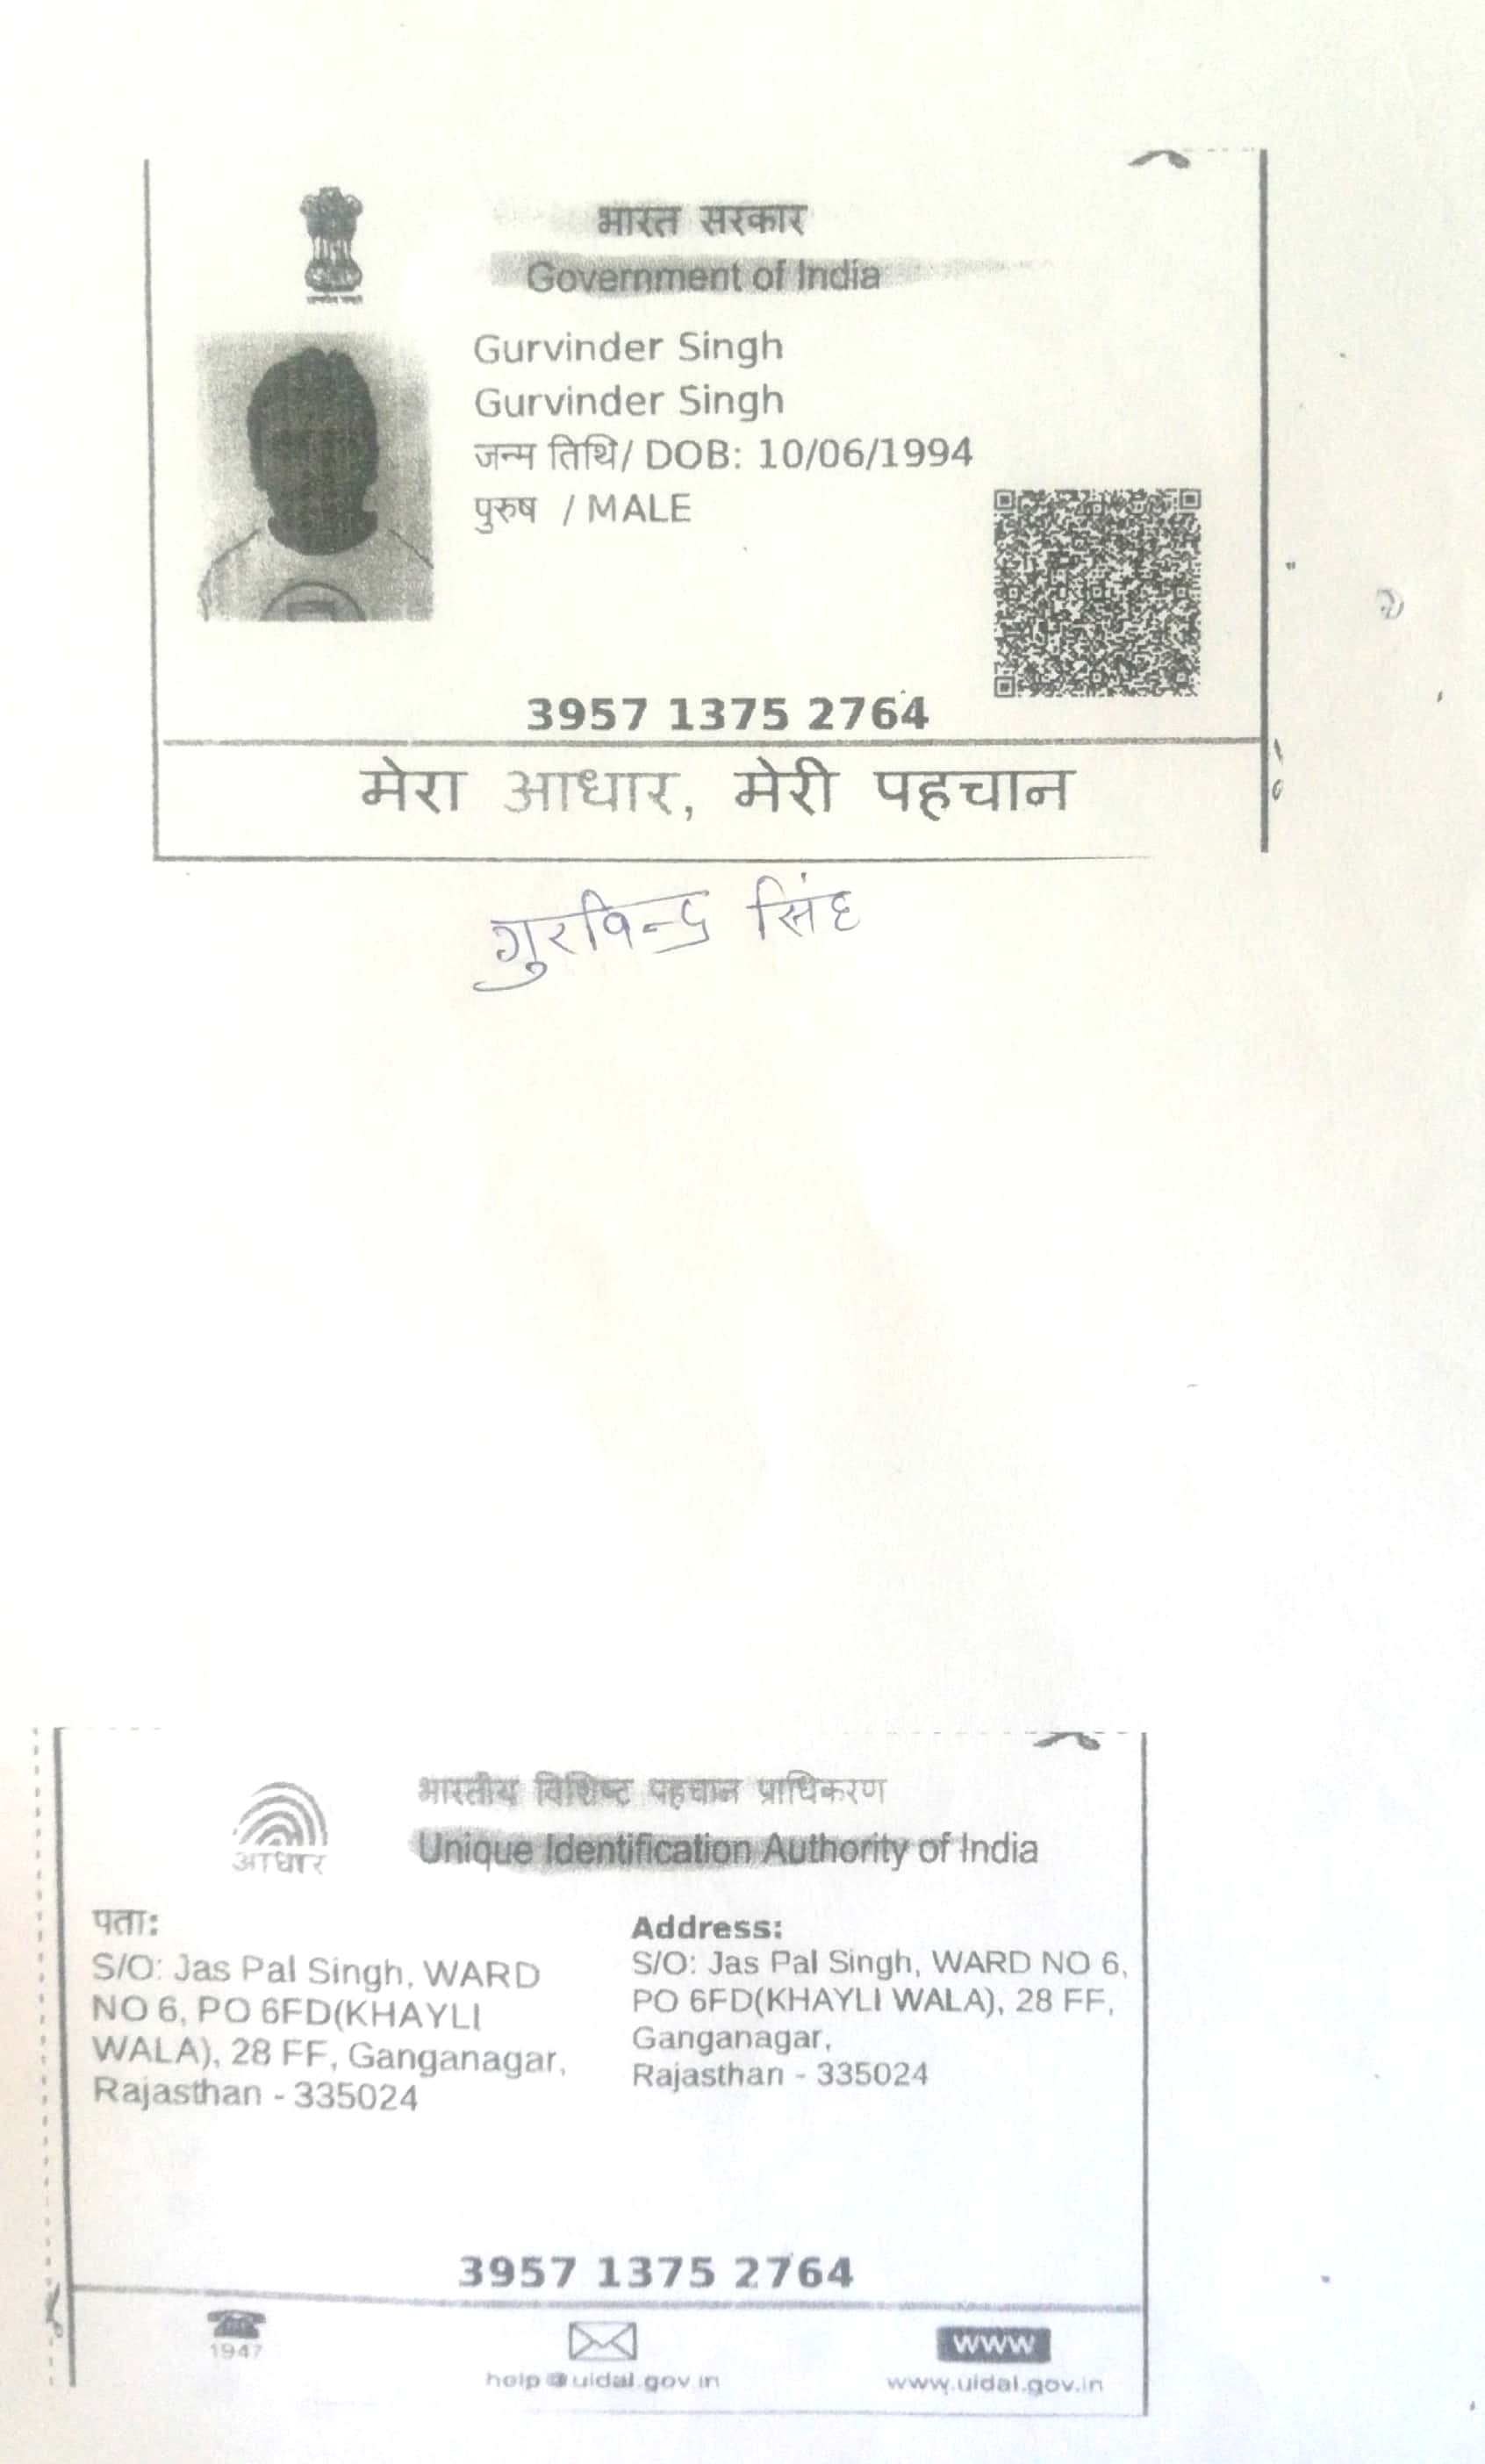 भारत सरकार
Government of India
Gurvinder Singh
Gurvinder Singh
जन्म तिथि/ DOB: 10/06/1994
पुरुष / MALE
3957 1375 2764
मेरा आधार, मेरी पहचान
गुरविन्द्र सिंह
भारतीय विशिष्ट पहचान प्राधिकरण
Unique Identification Authority of India
आधार
पता:
S/O: Jas Pal Singh, WARD
NO 6, PO 6FD(KHAYLI
WALA), 28 FF, Ganganagar,
Rajasthan - 335024
Address:
S/O: Jas Pal Singh, WARD NO 6,
PO 6FD(KHAYLI WALA), 28 FF,
Ganganagar,
Rajasthan - 335024
3957 1375 2764
1947
help@uidai.gov.in
www
www.uidai.gov.in